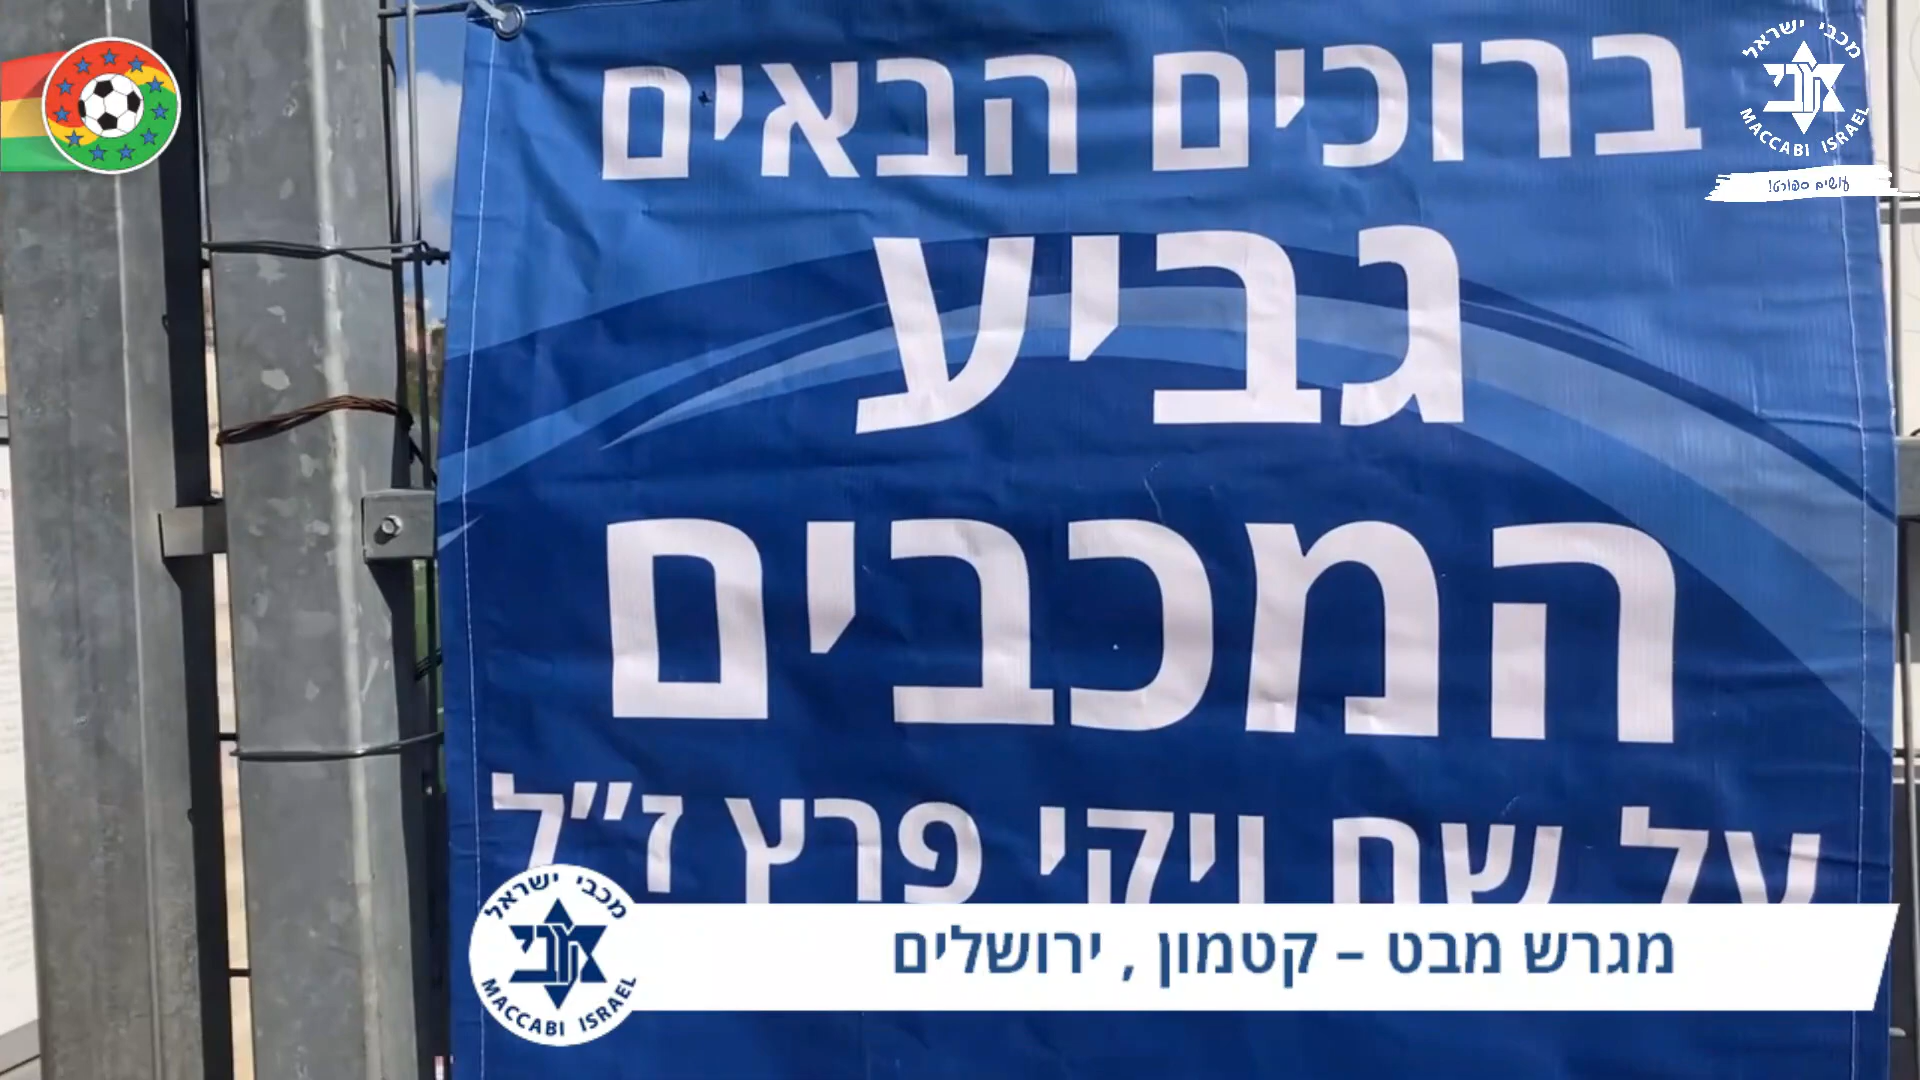 ברוכים הבאים
גביע
המכבים
על שם ויקי פרץ ז"ל
מגרש מבט – קטמון , ירושלים
מכבי ישראל
MACCABI ISRAEL
עושים ספורט!
מכבי ישראל
MACCABI ISRAEL